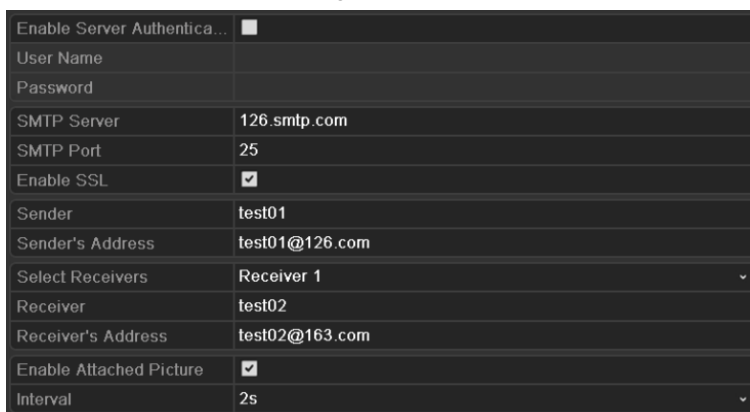 Enable Server Authentica...
User Name
Password
SMTP Server 126.smtp.com
SMTP Port 25
Enable SSL
Sender test01
Sender's Address test01@126.com
Select Receivers Receiver 1
Receiver test02
Receiver's Address test02@163.com
Enable Attached Picture
Interval 2s